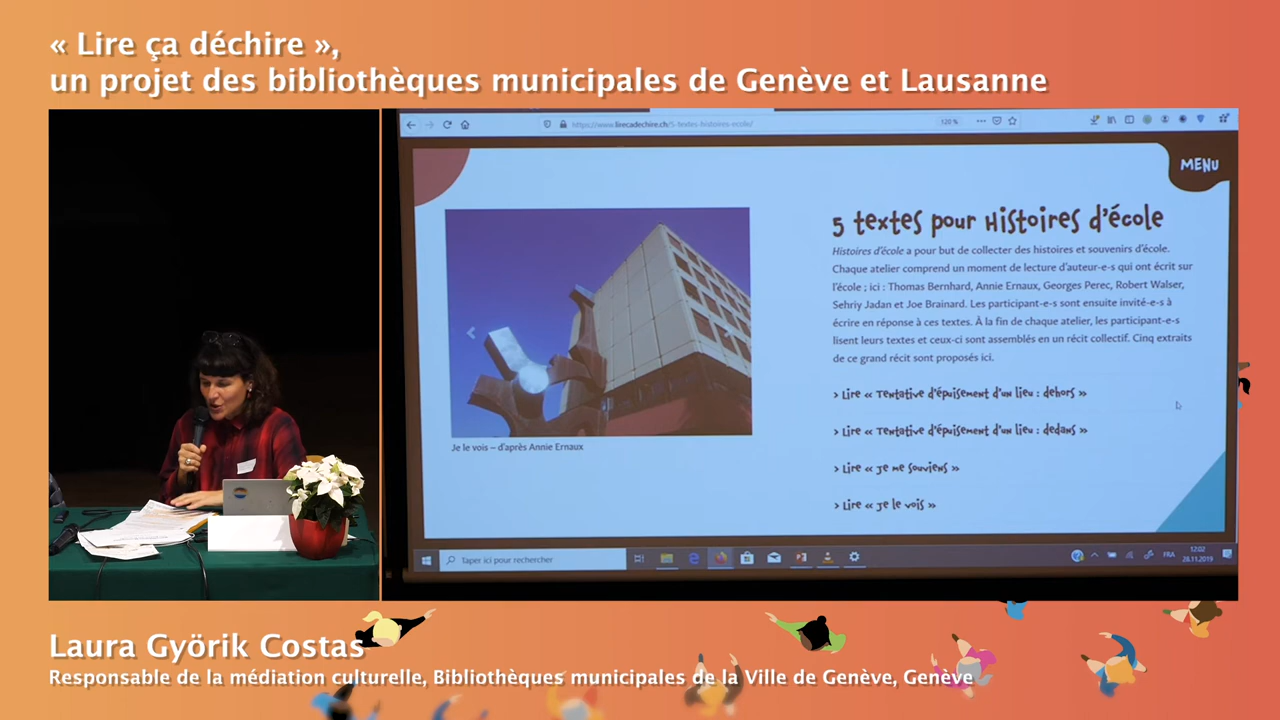 « Lire ça déchire »,
un projet des bibliothèques municipales de Genève et Lausanne
https://www.lirecadechire.ch/5-textes-histoires-ecole/
120 %
MENU
5 textes pour Histoires d'école
Histoires d'école a pour but de collecter des histoires et souvenirs d'école.
Chaque atelier comprend un moment de lecture d'auteur-e-s qui ont écrit sur
l'école ; ici : Thomas Bernhard, Annie Ernaux, Georges Perec, Robert Walser,
Sehriy Jadan et Joe Brainard. Les participant-e-s sont ensuite invité-e-s à
écrire en réponse à ces textes. À la fin de chaque atelier, les participant-e-s
lisent leurs textes et ceux-ci sont assemblés en un récit collectif. Cinq extraits
de ce grand récit sont proposés ici.
> Lire « Tentative d'épuisement d'un lieu : dehors »
> Lire « Tentative d'épuisement d'un lieu : dedans »
> Lire « Je me souviens »
> Lire « Je le vois »
Je le vois – d'après Annie Ernaux
Taper ici pour rechercher
FRA
12:02
28.11.2019
Laura Györik Costas
Responsable de la médiation culturelle, Bibliothèques municipales de la Ville de Genève, Genève